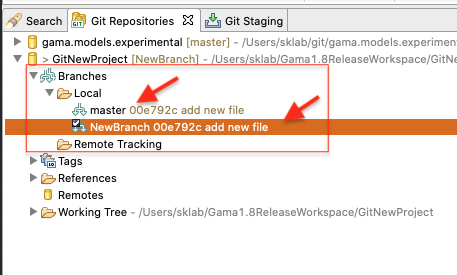 Search Git Repositories Git Staging
gama.models.experimental [master] - /Users/sklab/git/gama.models.experimen
> GitNewProject [NewBranch] - /Users/sklab/Gama1.8ReleaseWorkspace/GitNew
Branches
Local
master 00e792c add new file
NewBranch 00e792c add new file
Remote Tracking
Tags
References
Remotes
Working Tree - /Users/sklab/Gama1.8ReleaseWorkspace/GitNewProject